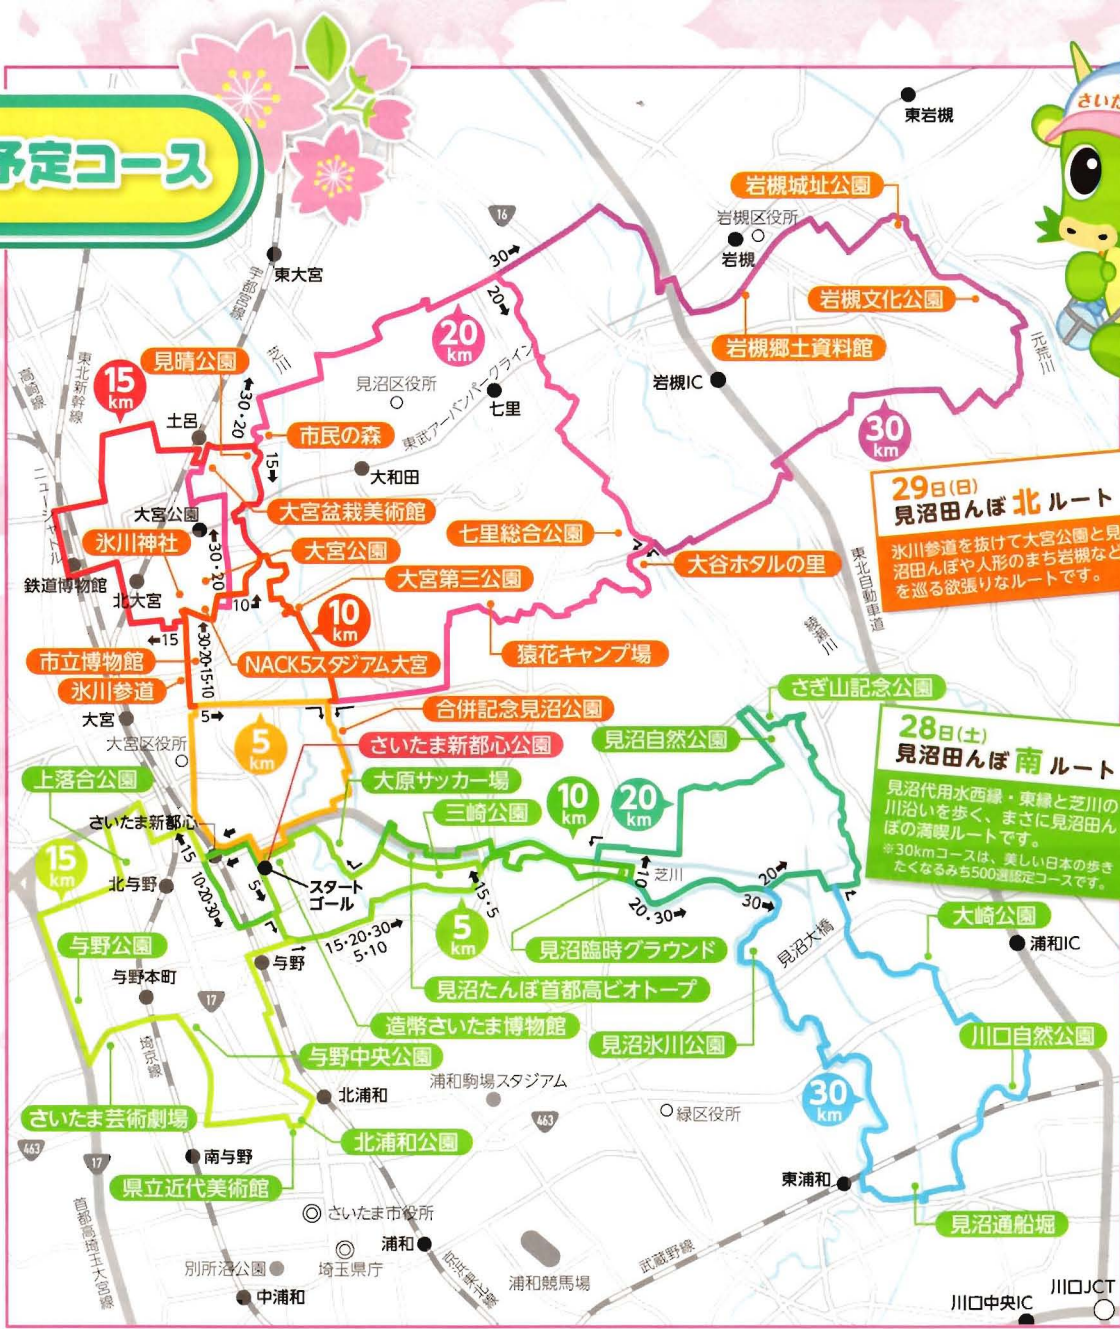 予定コース
さいた
東岩槻
岩槻城址公園
16
岩槻区役所
岩槻
30→
東大宮
宇都宮線
20→
岩槻文化公園
20
km
岩槻郷土資料館
元荒川
芝川
東北新幹線
高崎線
見晴公園
15
km
↑30・20
見沼区役所
東武アーバンパークライン
七里
岩槻IC
土呂
市民の森
15→
30
km
大和田
29日(日)
見沼田んぼ北ルート
氷川参道を抜けて大宮公園と見
沼田んぼや人形のまち岩槻など
を巡る欲張りなルートです。
ニューシャトル
大宮公園
大宮盆栽美術館
七里総合公園
氷川神社
↑30・20
大宮公園
大谷ホタルの里
東北自動車道
鉄道博物館
北大宮
大宮第三公園
10
10
km
綾瀬川
←15
↑30・20・15・10
市立博物館
NACK5スタジアム大宮
猿花キャンプ場
氷川参道
さぎ山記念公園
大宮
5→
合併記念見沼公園
28日(土)
見沼田んぼ南ルート
見沼代用水西縁・東縁と芝川の
川沿いを歩く、まさに見沼田ん
ぼの満喫ルートです。
※30kmコースは、美しい日本の歩き
たくなるみち500選認定コースです。
大宮区役所
5
km
さいたま新都心公園
見沼自然公園
上落合公園
大原サッカー場
10
km
20
km
三崎公園
さいたま新都心
↑15
15
km
北与野
10・20・30→
5→
スタート
ゴール
↑15・5
↑10
芝川
20→
20・30→
30→
5
km
15・20・30→
5・10
大崎公園
与野公園
与野
見沼臨時グラウンド
見沼大橋
浦和IC
与野本町
17
見沼たんぼ首都高ビオトープ
造幣さいたま博物館
見沼氷川公園
川口自然公園
埼京線
与野中央公園
浦和駒場スタジアム
30
km
さいたま芸術劇場
北浦和
463
緑区役所
463
17
北浦和公園
南与野
県立近代美術館
東浦和
首都高埼玉大宮線
さいたま市役所
見沼通船堀
浦和
埼玉県庁
京浜東北線
別所沼公園
浦和競馬場
武蔵野線
中浦和
川口JCT
川口中央IC